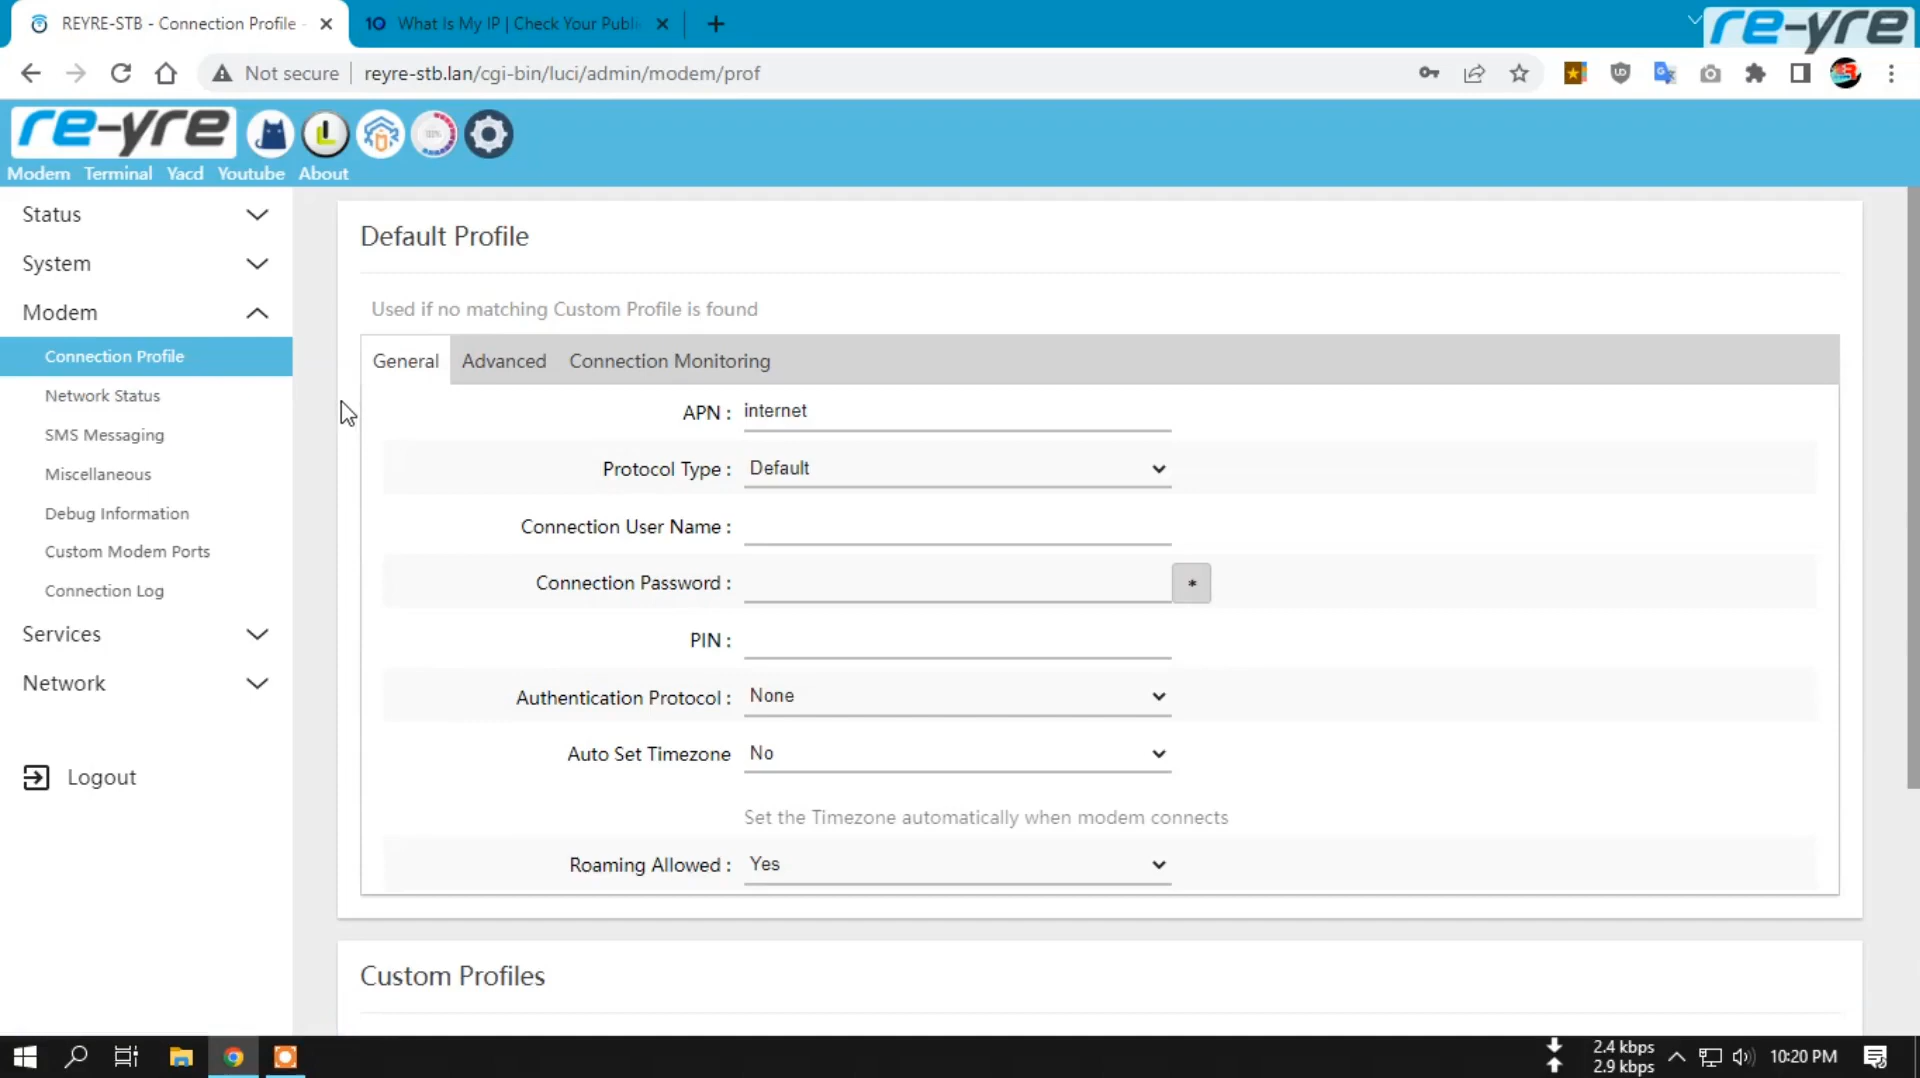 REYRE-STB - Connection Profile -
10 What Is My IP | Check Your Publi
re-yre
Not secure
reyre-stb.lan/cgi-bin/luci/admin/modem/prof
re-yre
100%
Modem Terminal Yacd Youtube About
Status
System
Modem
Connection Profile
Network Status
SMS Messaging
Miscellaneous
Debug Information
Custom Modem Ports
Connection Log
Services
Network
Logout
Default Profile
Used if no matching Custom Profile is found
General Advanced Connection Monitoring
APN : internet
Protocol Type : Default
Connection User Name :
Connection Password : *
PIN :
Authentication Protocol : None
Auto Set Timezone No
Set the Timezone automatically when modem connects
Roaming Allowed : Yes
Custom Profiles
2.4 kbps
2.9 kbps
10:20 PM